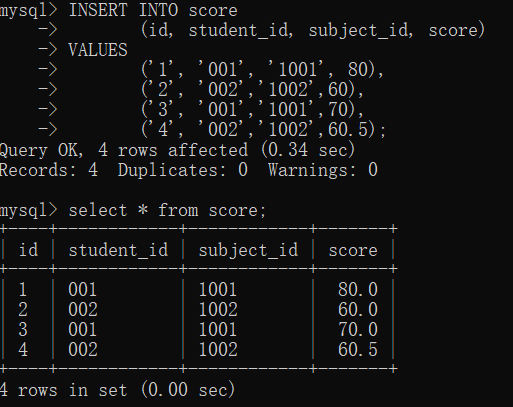 mysql> INSERT INTO score
    -> (id, student_id, subject_id, score)
    -> VALUES
    -> ('1', '001', '1001', 80),
    -> ('2', '002','1002',60),
    -> ('3', '001','1001',70),
    -> ('4', '002','1002',60.5);
Query OK, 4 rows affected (0.34 sec)
Records: 4  Duplicates: 0  Warnings: 0

mysql> select * from score;
+----+------------+------------+-------+
| id | student_id | subject_id | score |
+----+------------+------------+-------+
| 1  | 001        | 1001       |  80.0 |
| 2  | 002        | 1002       |  60.0 |
| 3  | 001        | 1001       |  70.0 |
| 4  | 002        | 1002       |  60.5 |
+----+------------+------------+-------+
4 rows in set (0.00 sec)